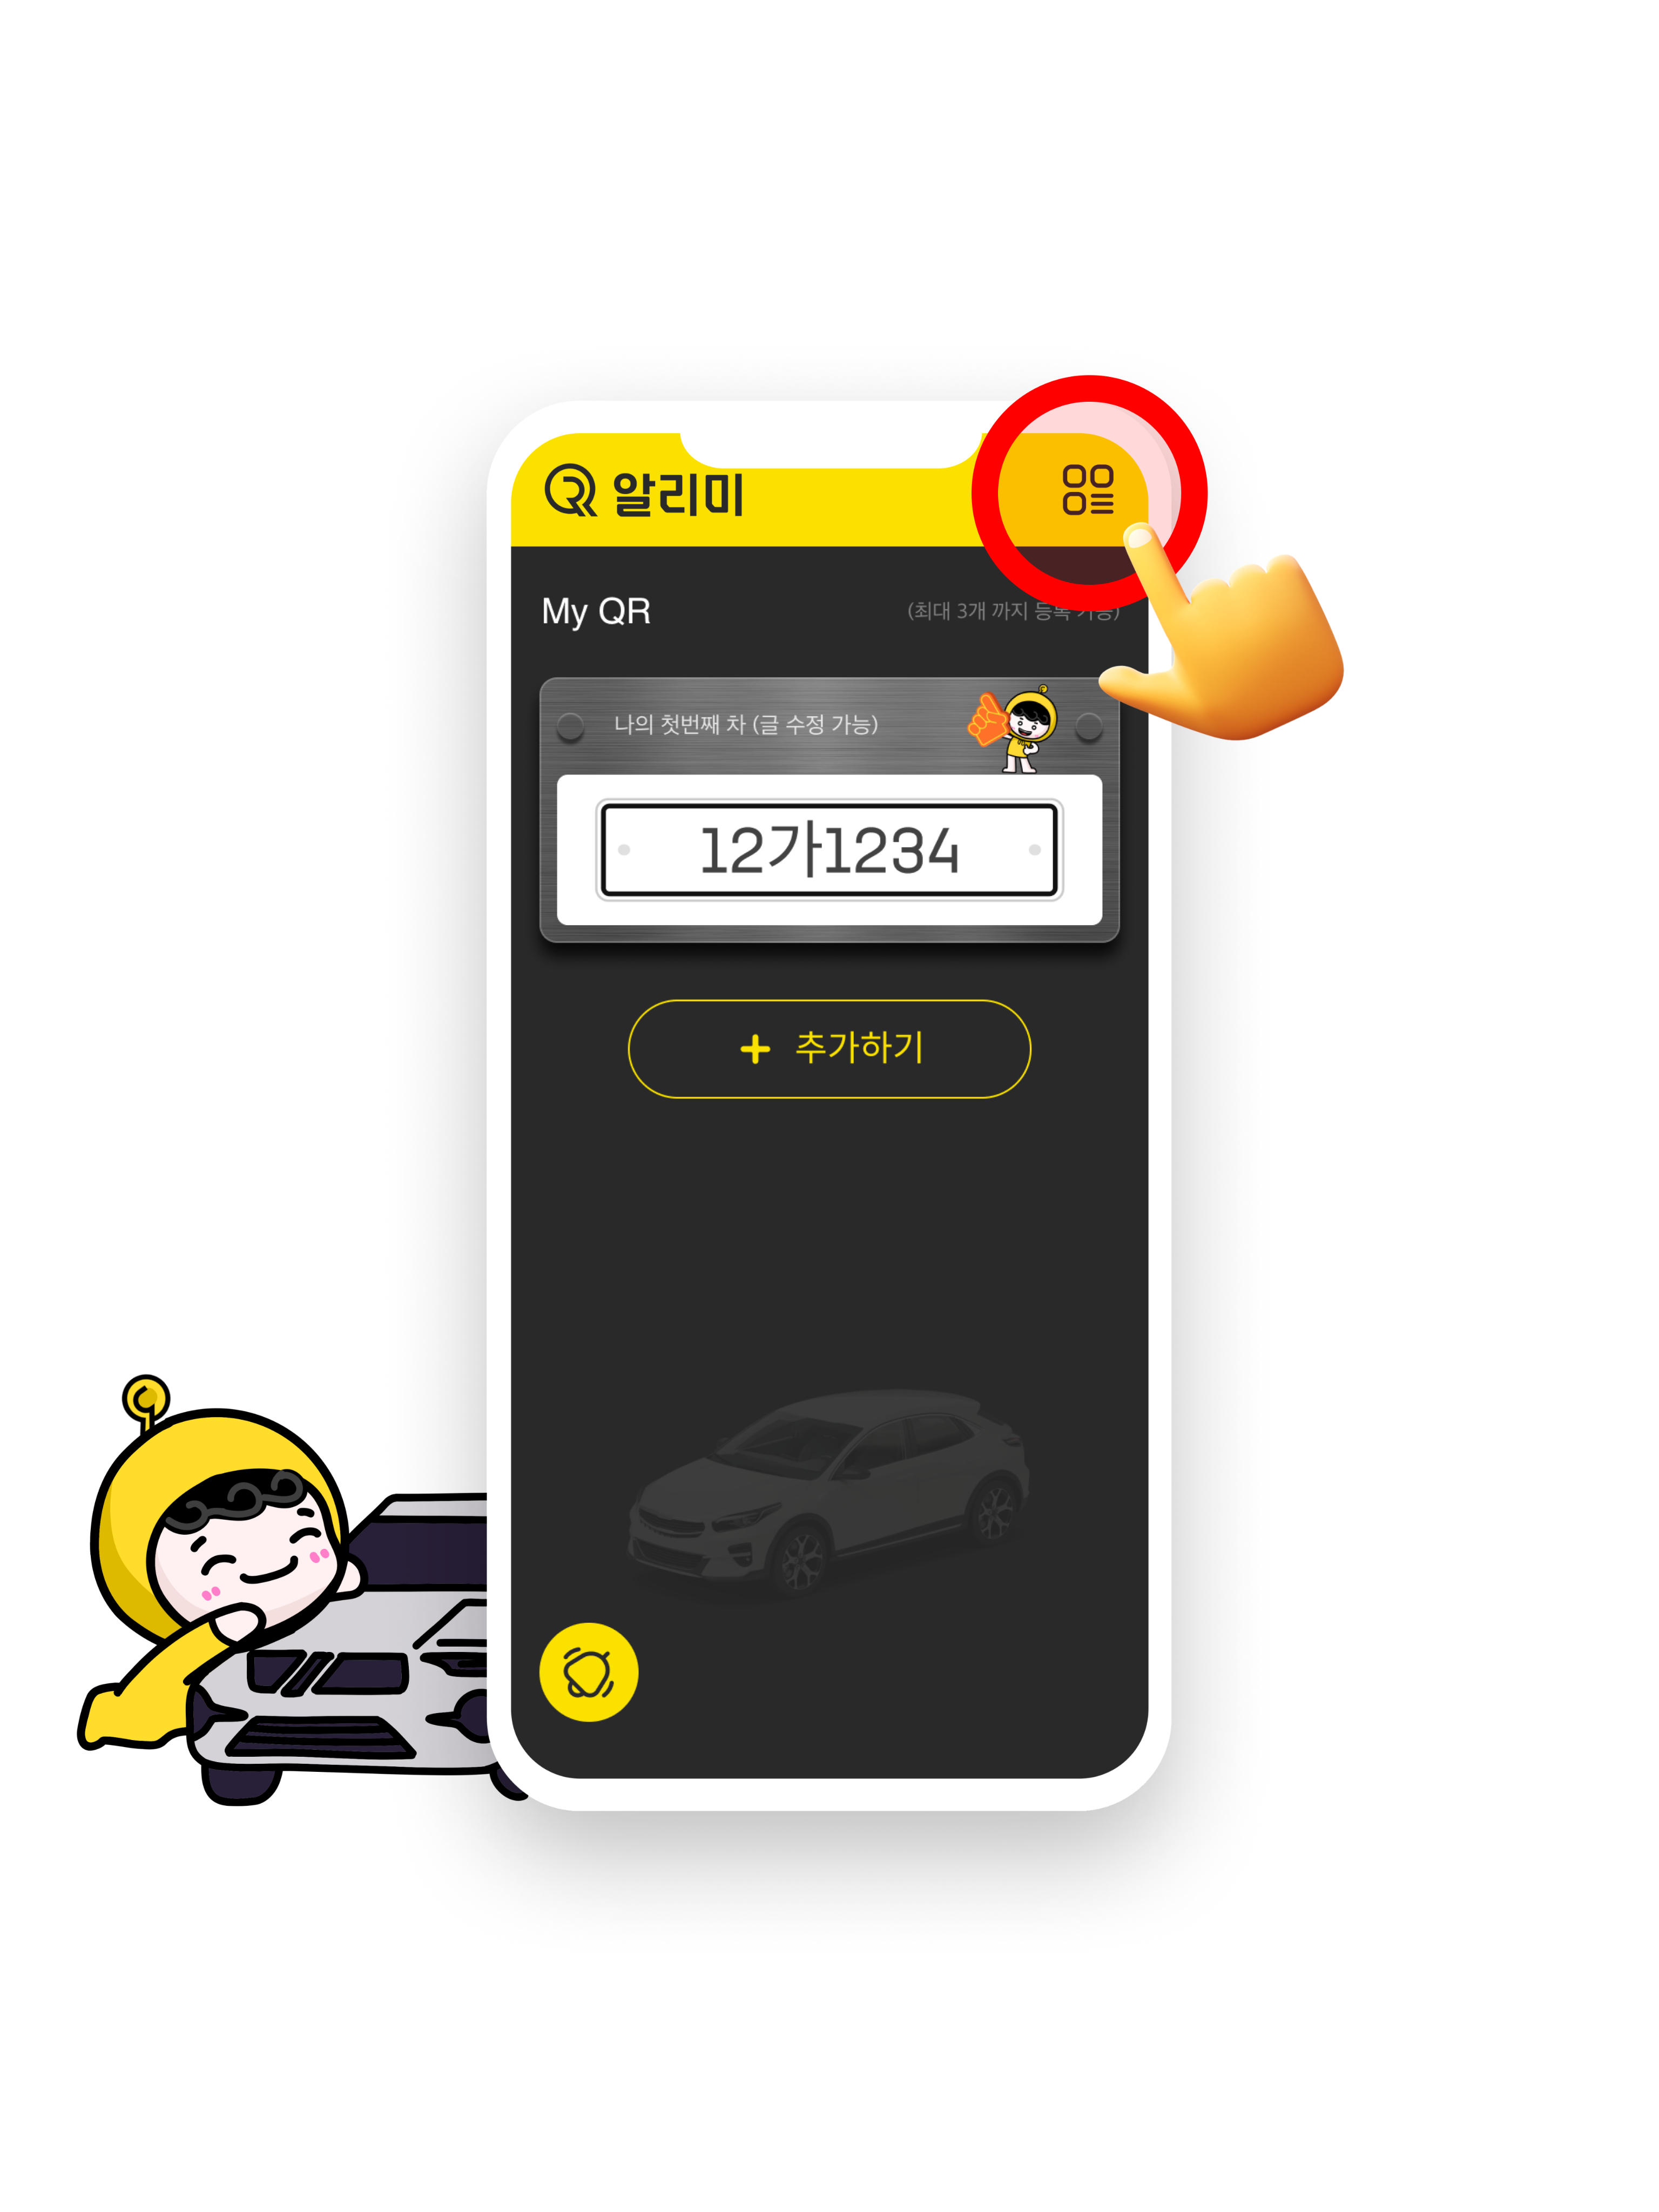 QR 알리미
My QR
(최대 3개 까지 등록 가능)
나의 첫번째 차 (글 수정 가능)
12가1234
+ 추가하기